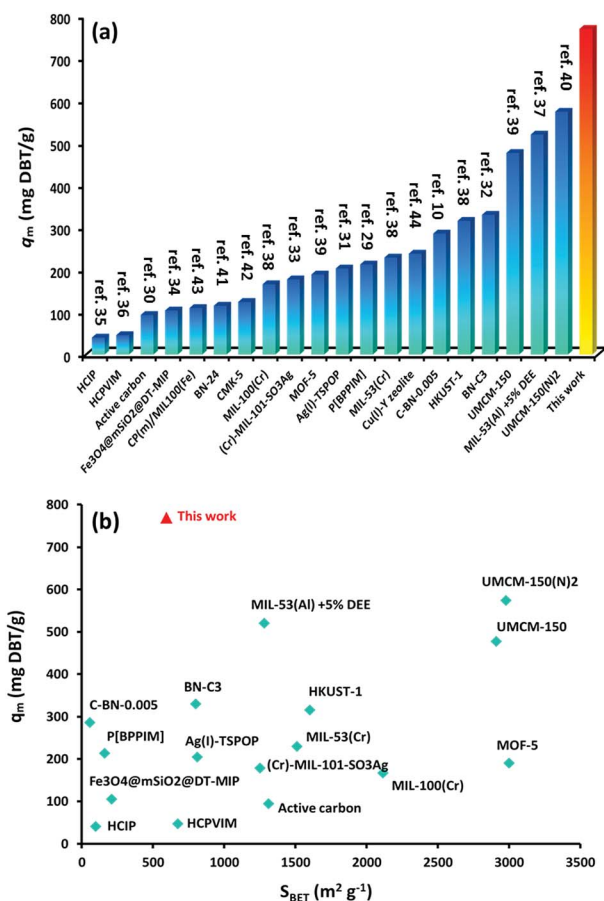 (a)
qm (mg DBT/g)
800
700
600
500
400
300
200
100
0
ref. 35
ref. 36
ref. 30
ref. 34
ref. 43
ref. 41
ref. 42
ref. 38
ref. 33
ref. 39
ref. 31
ref. 29
ref. 38
ref. 44
ref. 10
ref. 38
ref. 32
ref. 39
ref. 37
ref. 40
HCIP
HCPVIM
Active carbon
Fe3O4@mSiO2@DT-MIP
CP(m)/MIL100(Fe)
BN-24
CMK-5
MIL-100(Cr)
(Cr)-MIL-101-SO3Ag
MOF-5
Ag(I)-TSPOP
P[BPPIM]
MIL-53(Cr)
Cu(I)-Y zeolite
C-BN-0.005
HKUST-1
BN-C3
UMCM-150
MIL-53(Al) +5% DEE
UMCM-150(N)2
This work
(b)
qm (mg DBT/g)
800
700
600
500
400
300
200
100
0
This work
UMCM-150(N)2
MIL-53(Al) +5% DEE
UMCM-150
BN-C3
HKUST-1
C-BN-0.005
P[BPPIM]
Ag(I)-TSPOP
MIL-53(Cr)
(Cr)-MIL-101-SO3Ag
MOF-5
Fe3O4@mSiO2@DT-MIP
MIL-100(Cr)
Active carbon
HCIP
HCPVIM
0 500 1000 1500 2000 2500 3000 3500
SBET (m² g⁻¹)